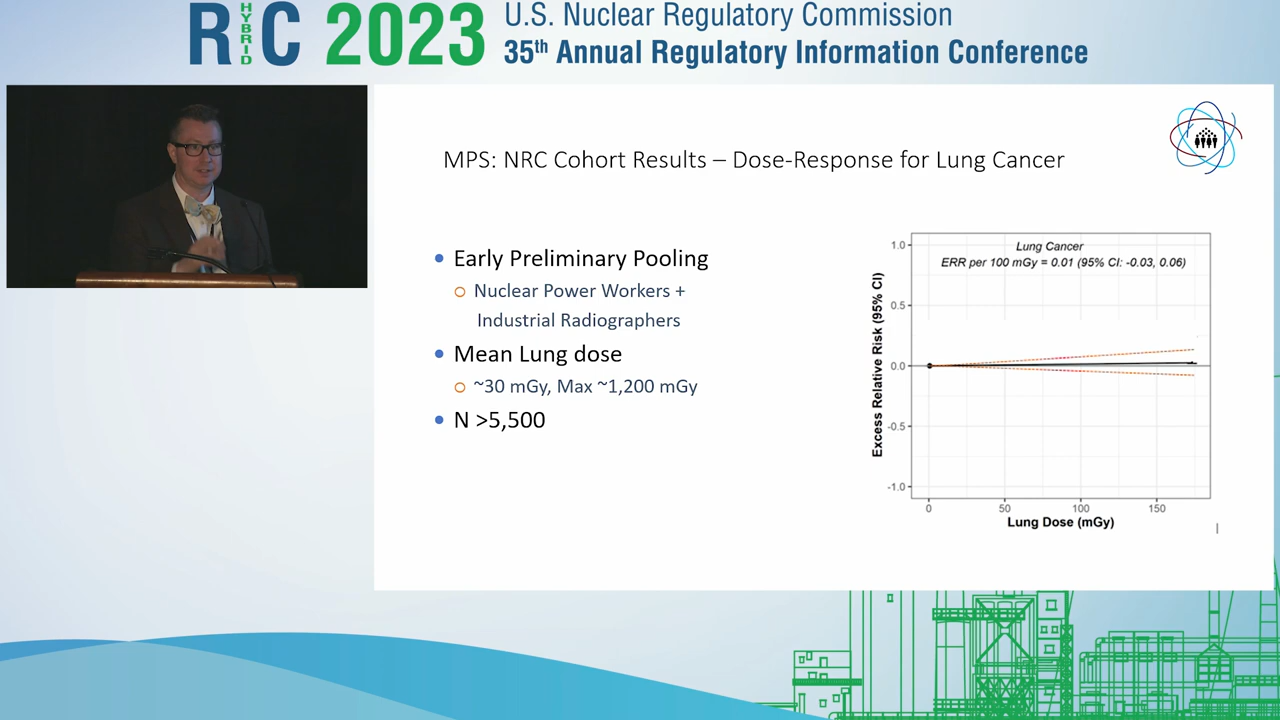 RIC 2023
HYBRID
U.S. Nuclear Regulatory Commission
35th Annual Regulatory Information Conference
MPS: NRC Cohort Results – Dose-Response for Lung Cancer
• Early Preliminary Pooling
○ Nuclear Power Workers +
Industrial Radiographers
• Mean Lung dose
○ ~30 mGy, Max ~1,200 mGy
• N >5,500
Lung Cancer
ERR per 100 mGy = 0.01 (95% CI: -0.03, 0.06)
Excess Relative Risk (95% CI)
1.0
0.5
0.0
-0.5
-1.0
0 50 100 150
Lung Dose (mGy)